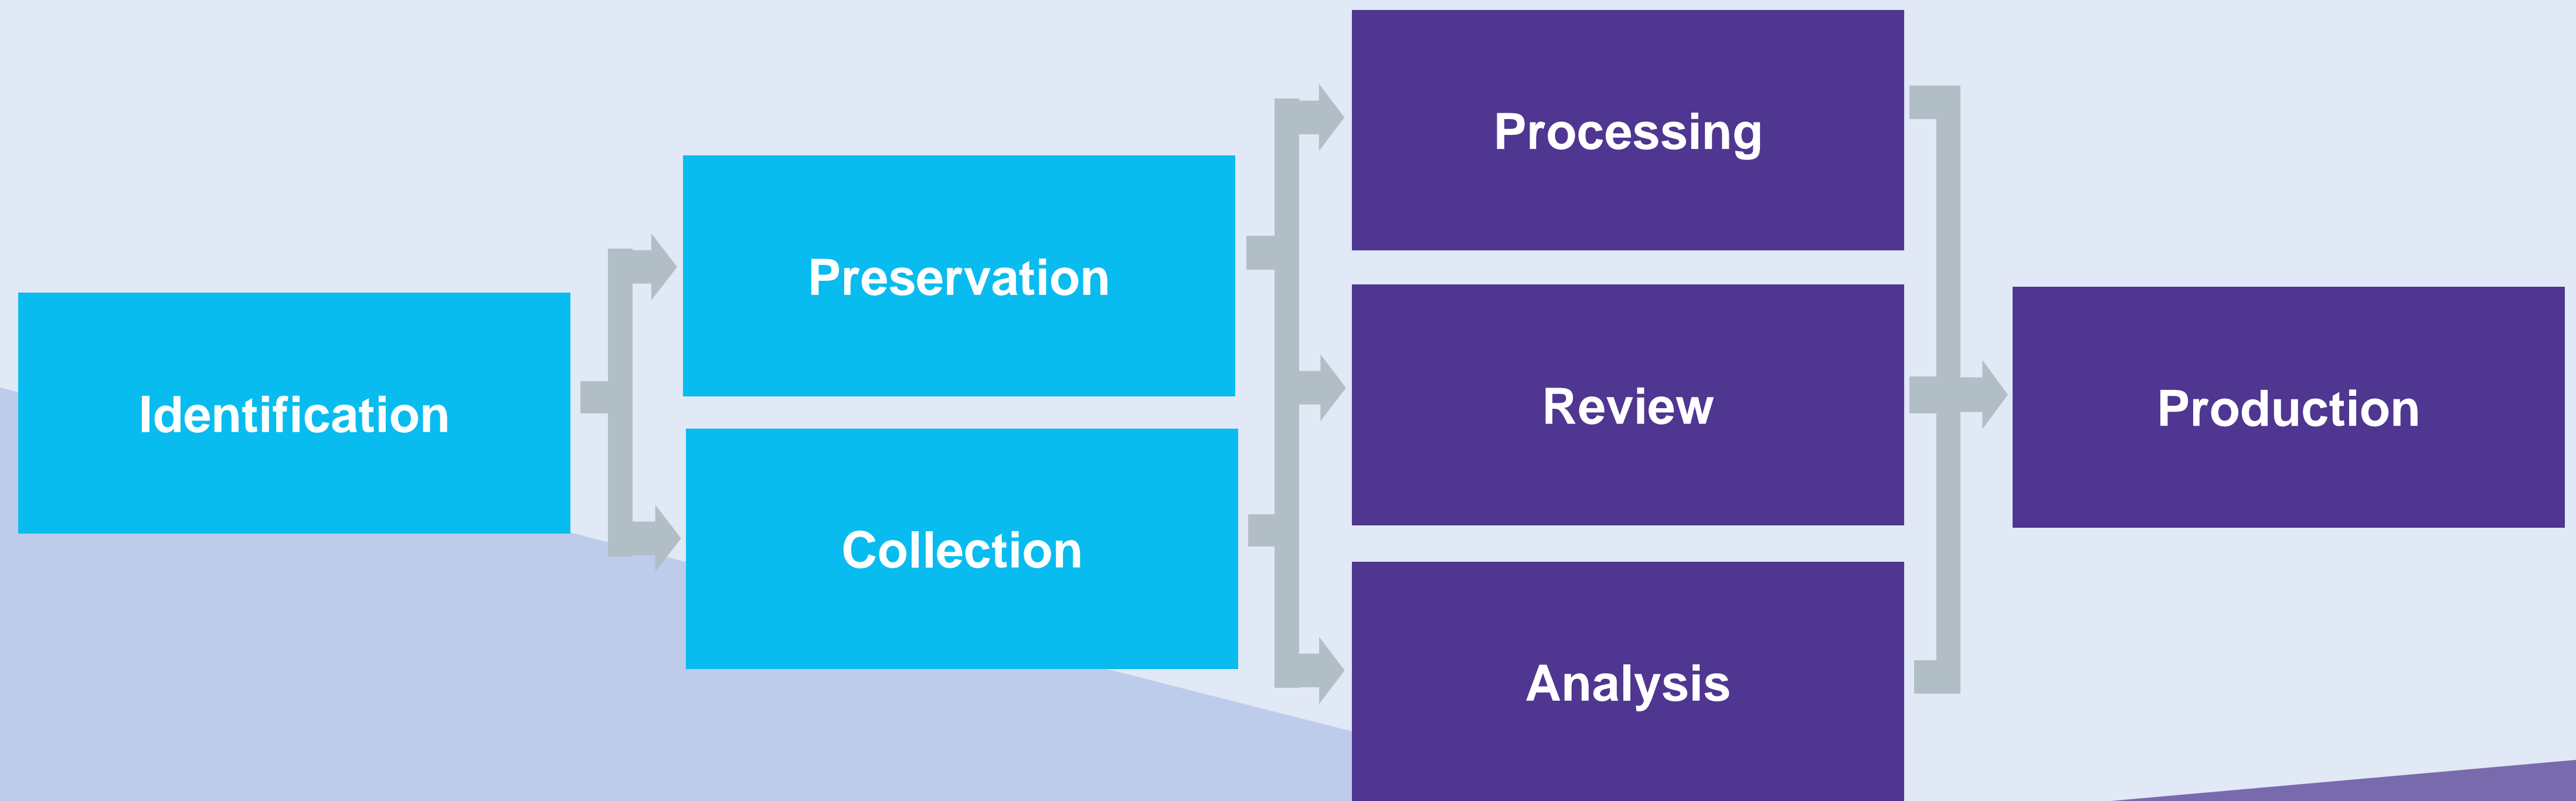 Identification
Preservation
Collection
Processing
Review
Analysis
Production